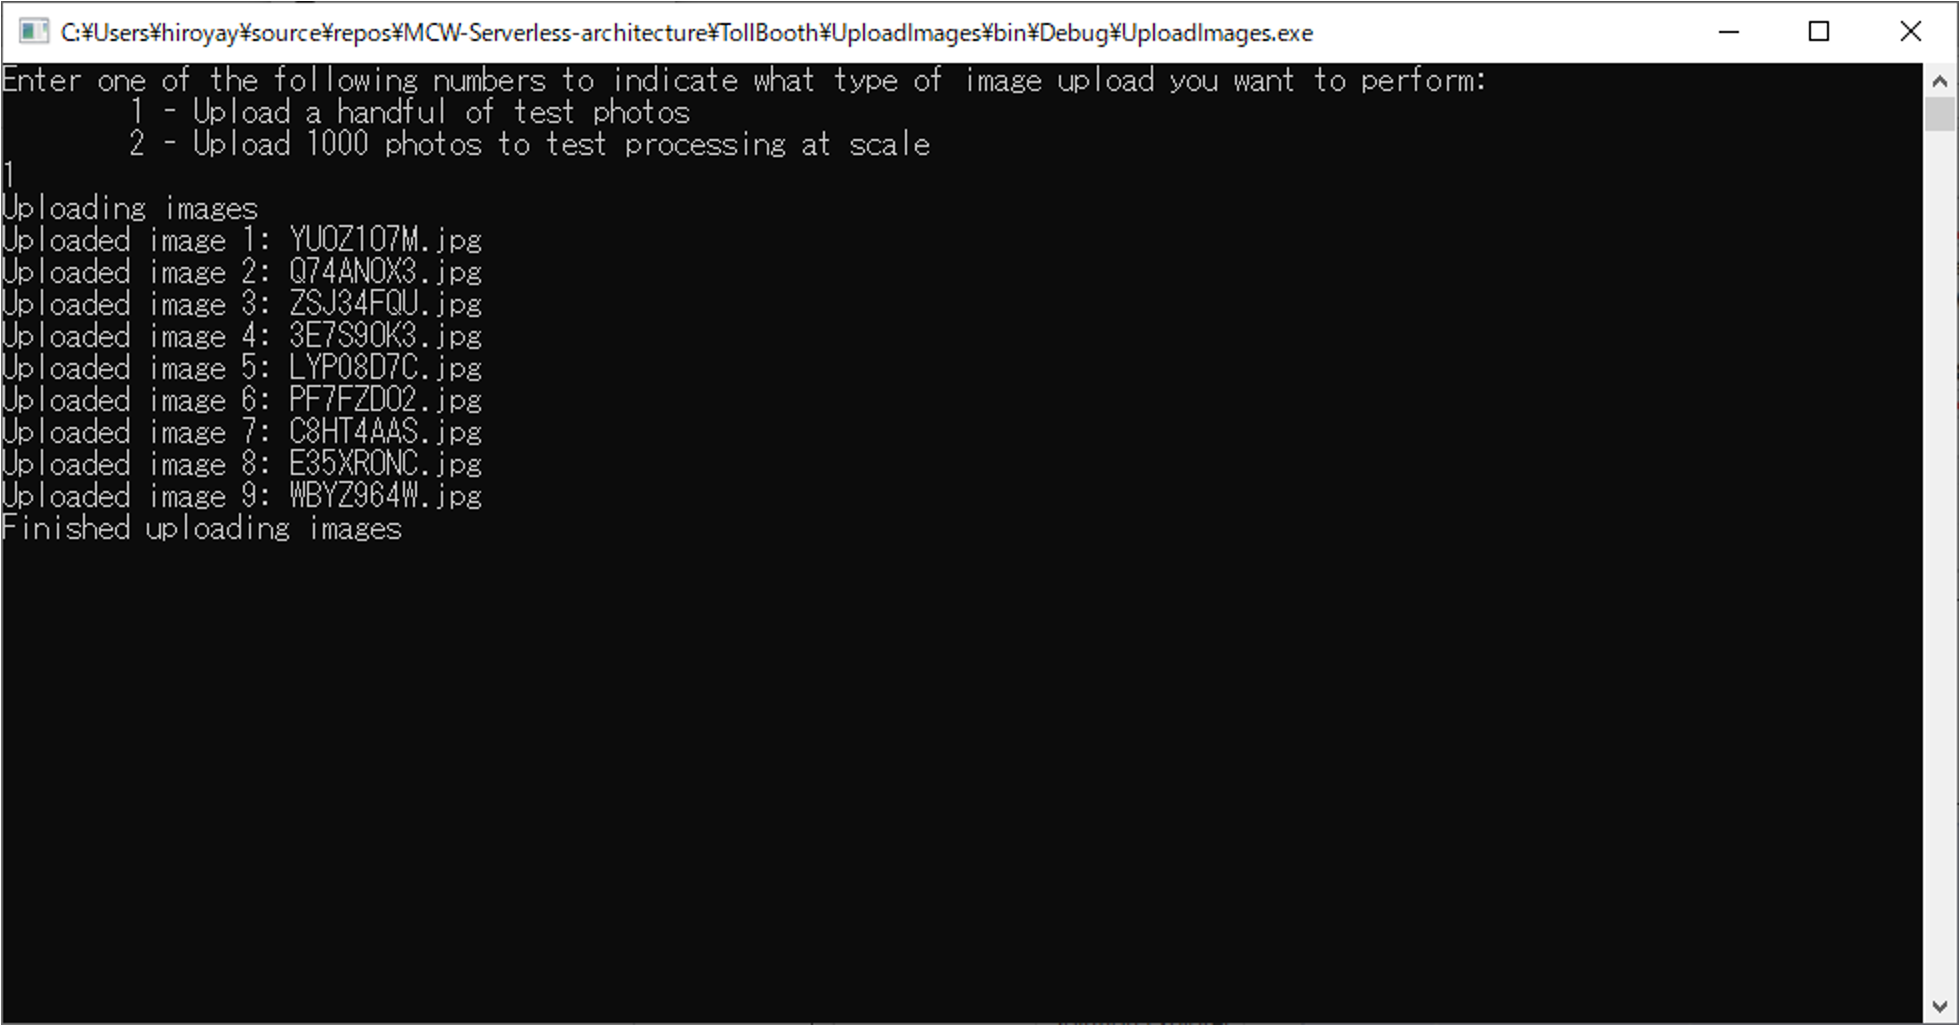 C:¥Users¥hiroyay¥source¥repos¥MCW-Serverless-architecture¥TollBooth¥UploadImages¥bin¥Debug¥UploadImages.exe
Enter one of the following numbers to indicate what type of image upload you want to perform:
1 - Upload a handful of test photos
2 - Upload 1000 photos to test processing at scale
1
Uploading images
Uploaded image 1: YUOZ1O7M.jpg
Uploaded image 2: Q74ANOX3.jpg
Uploaded image 3: ZSJ34FQU.jpg
Uploaded image 4: 3E7S9OK3.jpg
Uploaded image 5: LYP08D7C.jpg
Uploaded image 6: PF7FZDO2.jpg
Uploaded image 7: C8HT4AAS.jpg
Uploaded image 8: E35XRONC.jpg
Uploaded image 9: WBYZ964W.jpg
Finished uploading images